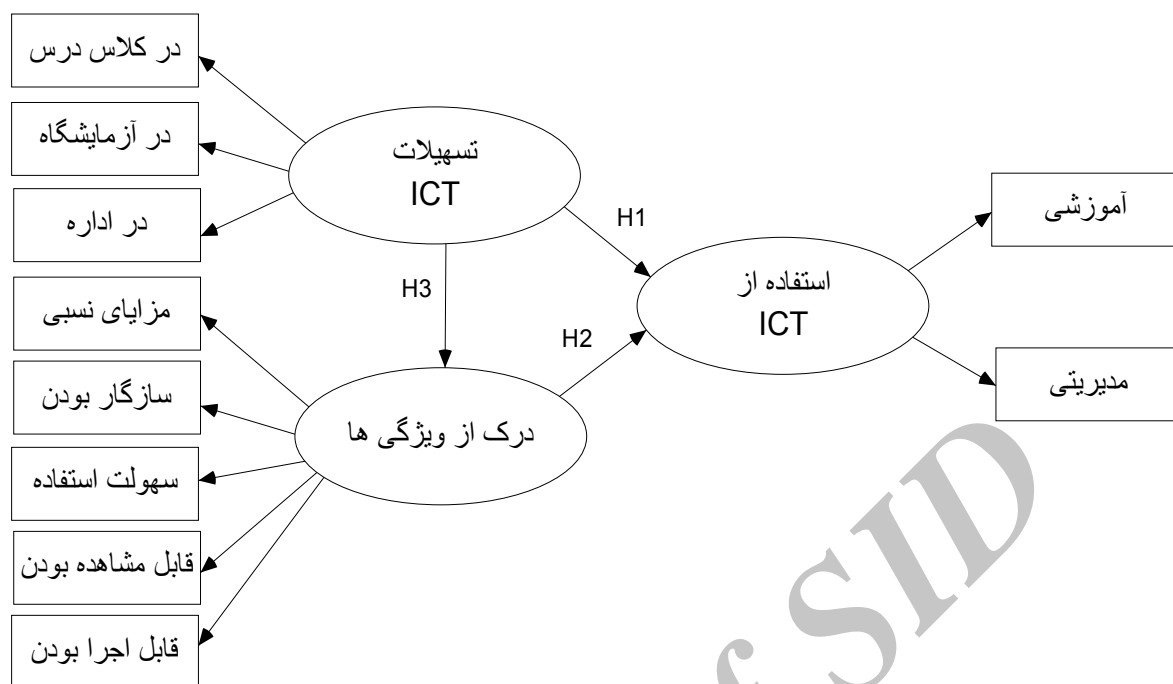 در کلاس درس
در آزمایشگاه
در اداره
مزایای نسبی
سازگار بودن
سهولت استفاده
قابل مشاهده بودن
قابل اجرا بودن
تسهیلات
ICT
درک از ویژگی ها
H1
H3
H2
استفاده از
ICT
آموزشی
مدیریتی
of SID